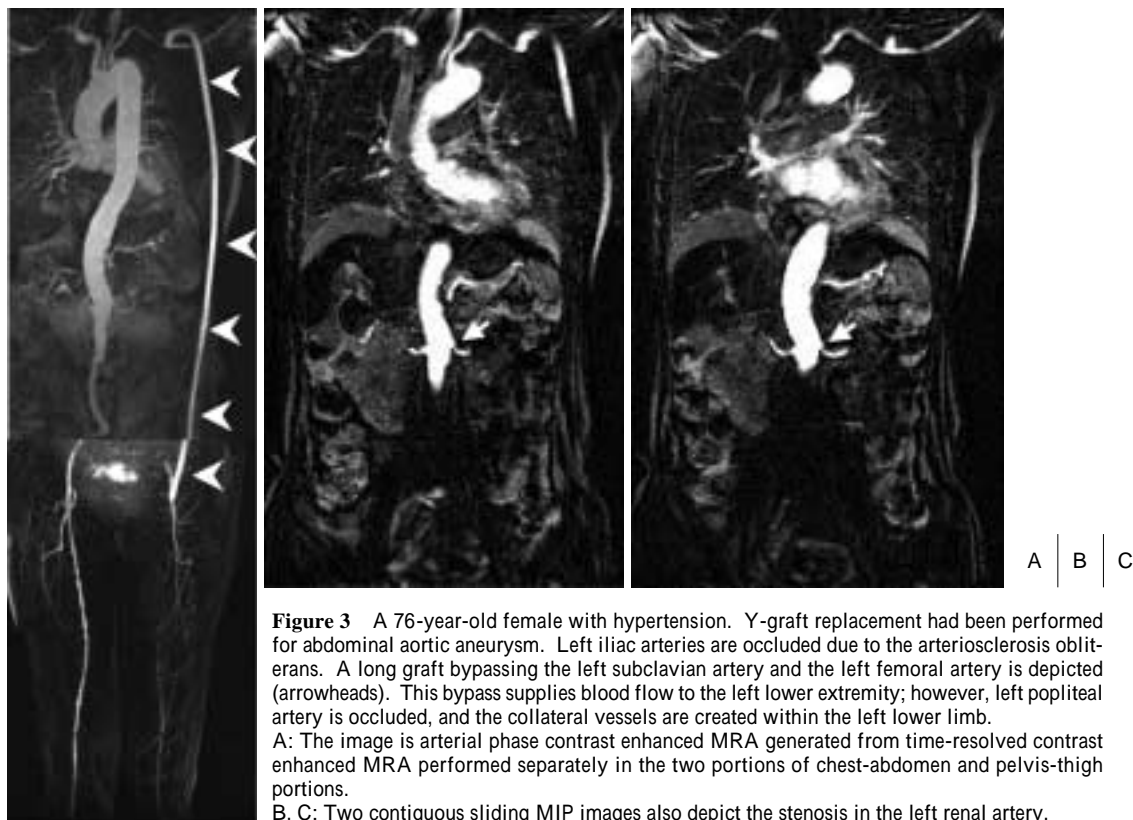 A B C
Figure 3 A 76-year-old female with hypertension. Y-graft replacement had been performed
for abdominal aortic aneurysm. Left iliac arteries are occluded due to the arteriosclerosis oblit-
erans. A long graft bypassing the left subclavian artery and the left femoral artery is depicted
(arrowheads). This bypass supplies blood flow to the left lower extremity; however, left popliteal
artery is occluded, and the collateral vessels are created within the left lower limb.
A: The image is arterial phase contrast enhanced MRA generated from time-resolved contrast
enhanced MRA performed separately in the two portions of chest-abdomen and pelvis-thigh
portions.
B, C: Two contiguous sliding MIP images also depict the stenosis in the left renal artery.